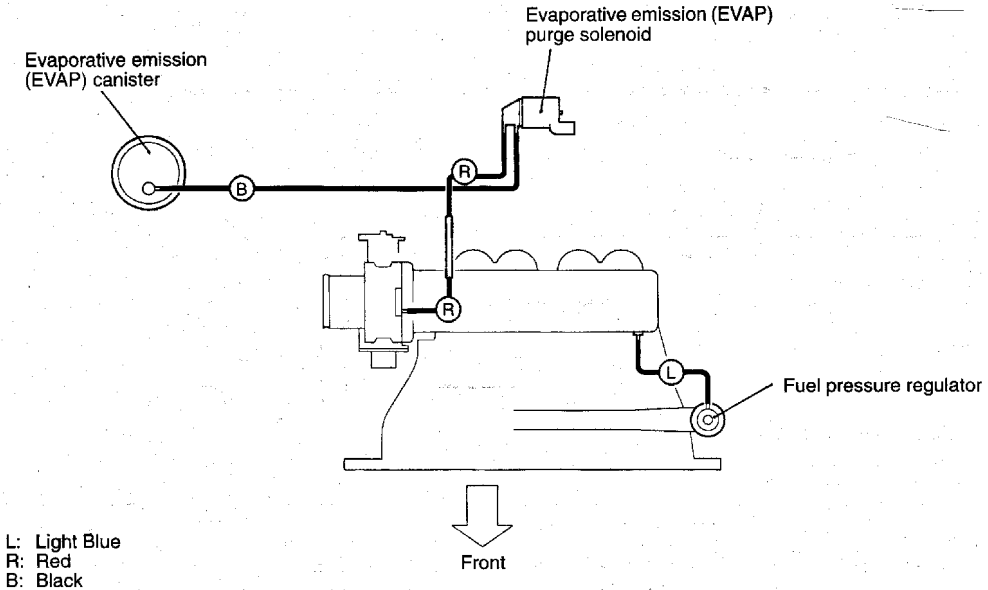 Evaporative emission (EVAP)
purge solenoid
Evaporative emission
(EVAP) canister
R
B
R
L
Fuel pressure regulator
Front
L: Light Blue
R: Red
B: Black